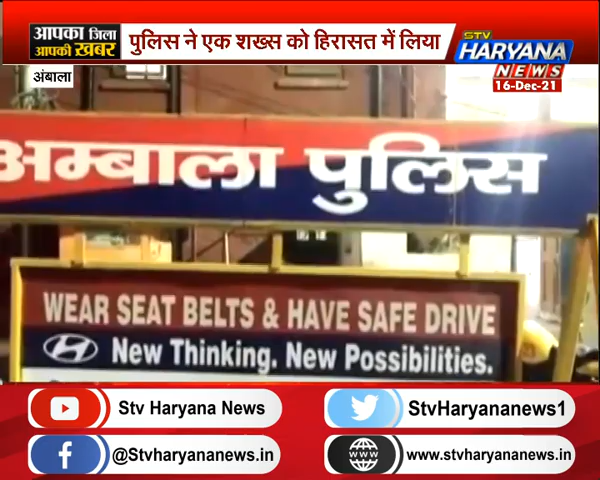 आपका ज़िला
आपकी ख़बर
पुलिस ने एक शख्स को हिरासत में लिया
STV
HARYANA
NEWS
16-Dec-21
अंबाला
अम्बाला पुलिस
WEAR SEAT BELTS & HAVE SAFE DRIVE
New Thinking. New Possibilities.
Stv Haryana News
StvHaryananews1
@Stvharyananews.in
www.stvharyananews.in
WWW